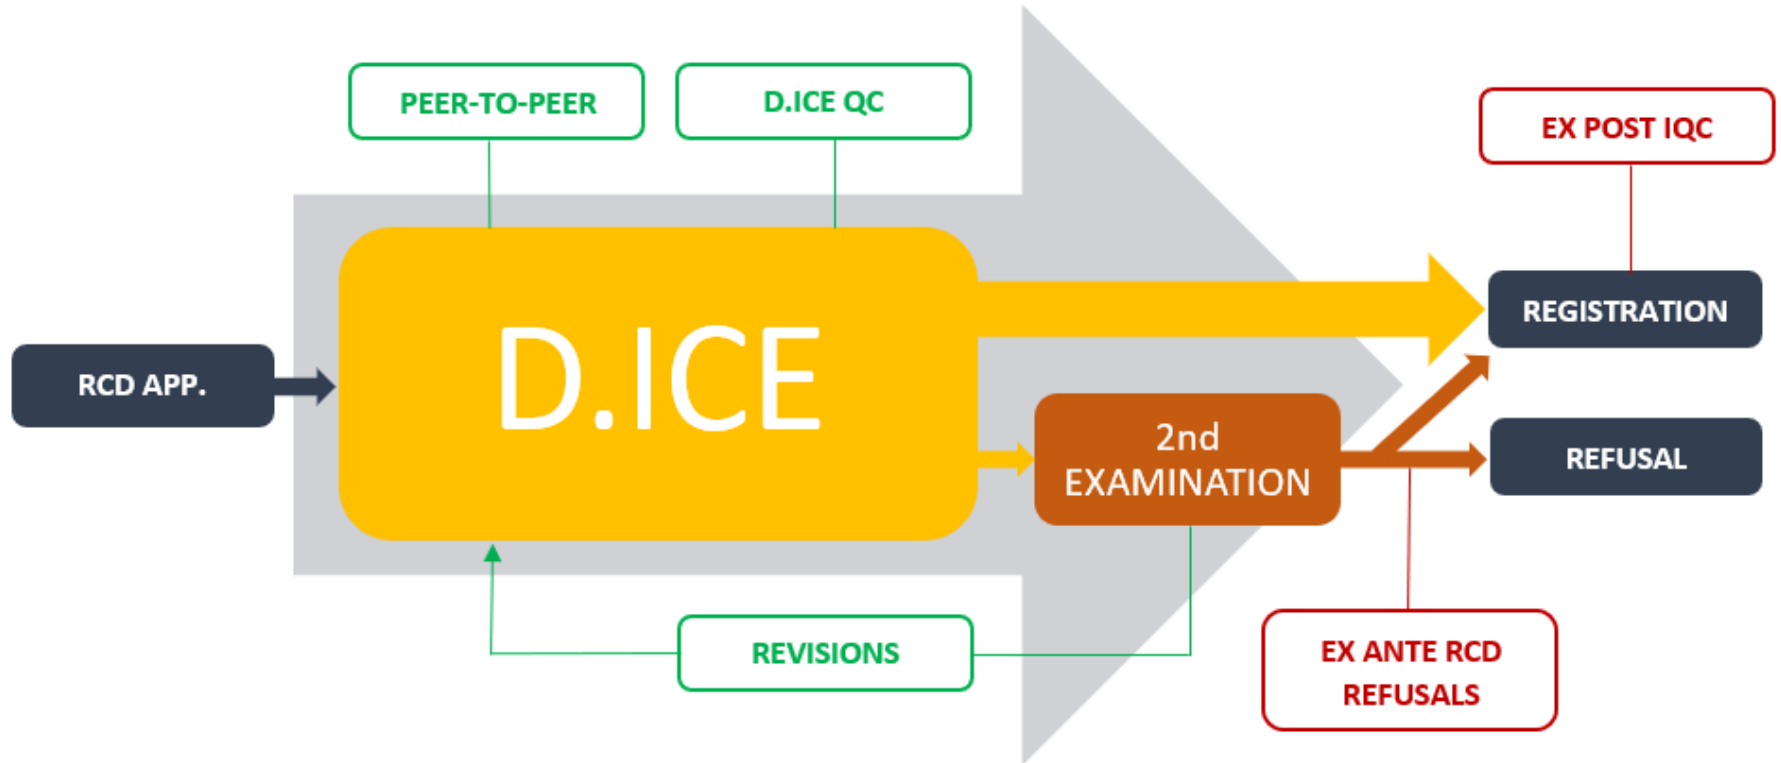 PEER-TO-PEER
D.ICE QC
EX POST IQC
RCD APP.
D.ICE
REGISTRATION
2nd
EXAMINATION
REFUSAL
REVISIONS
EX ANTE RCD
REFUSALS